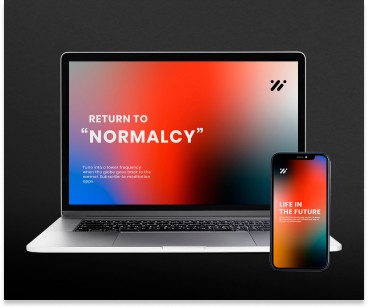 RETURN TO
“NORMALCY”
Tune into a lower frequency
when the globe goes back to the
normal. Subscribe to meditation
apps.
LIFE IN
THE FUTURE